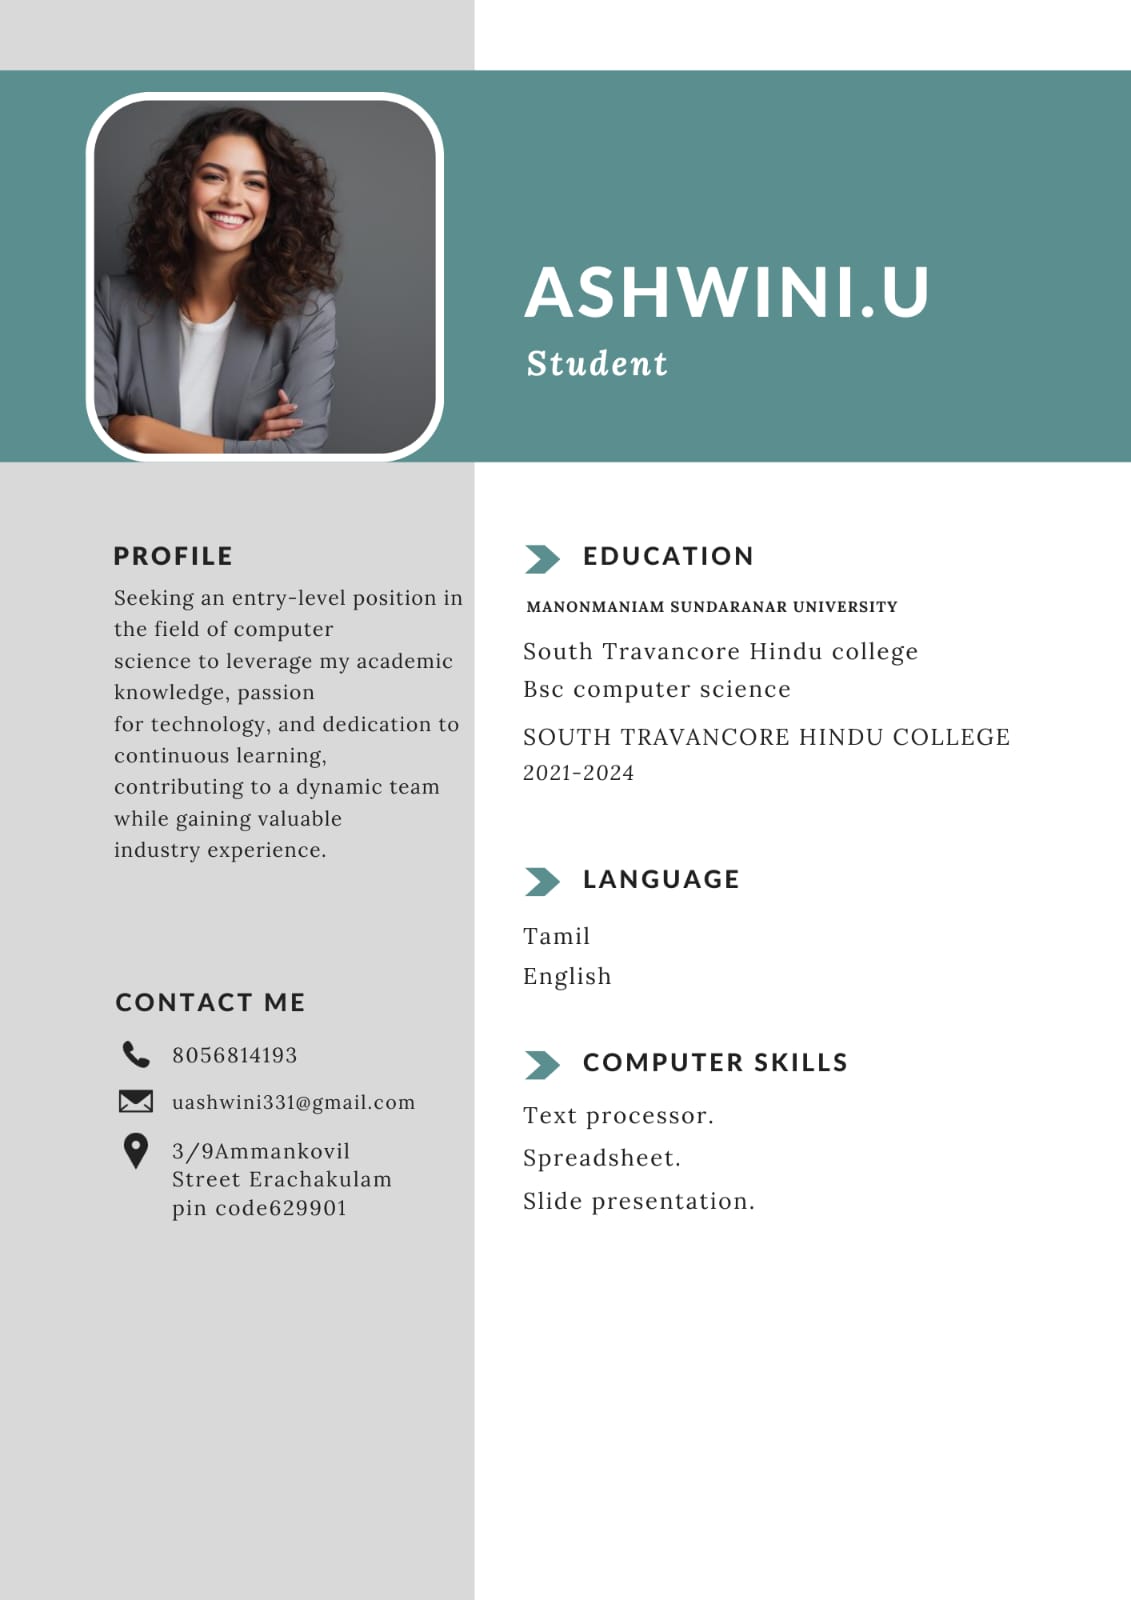 ASHWINI.U
Student
PROFILE
Seeking an entry-level position in
the field of computer
science to leverage my academic
knowledge, passion
for technology, and dedication to
continuous learning,
contributing to a dynamic team
while gaining valuable
industry experience.
CONTACT ME
8056814193
uashwini331@gmail.com
3/9Ammankovil
Street Erachakulam
pin code629901
EDUCATION
MANONMANIAM SUNDARANAR UNIVERSITY
South Travancore Hindu college
Bsc computer science
SOUTH TRAVANCORE HINDU COLLEGE
2021-2024
LANGUAGE
Tamil
English
COMPUTER SKILLS
Text processor.
Spreadsheet.
Slide presentation.